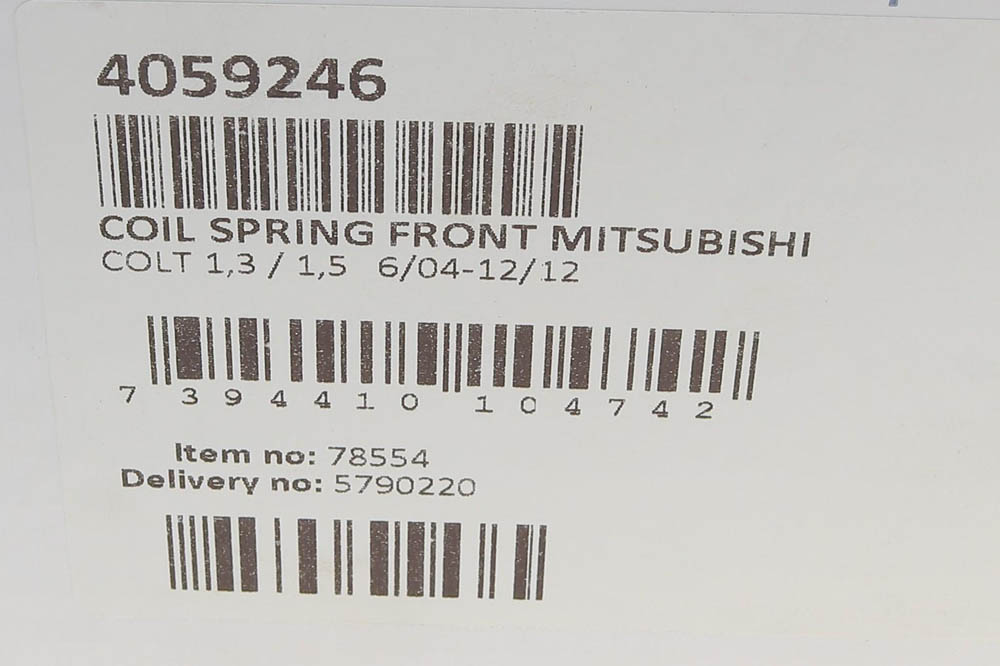 4059246
COIL SPRING FRONT MITSUBISHI
COLT 1,3 / 1,5 6/04-12/12
7 394410 104742
Item no: 78554
Delivery no: 5790220